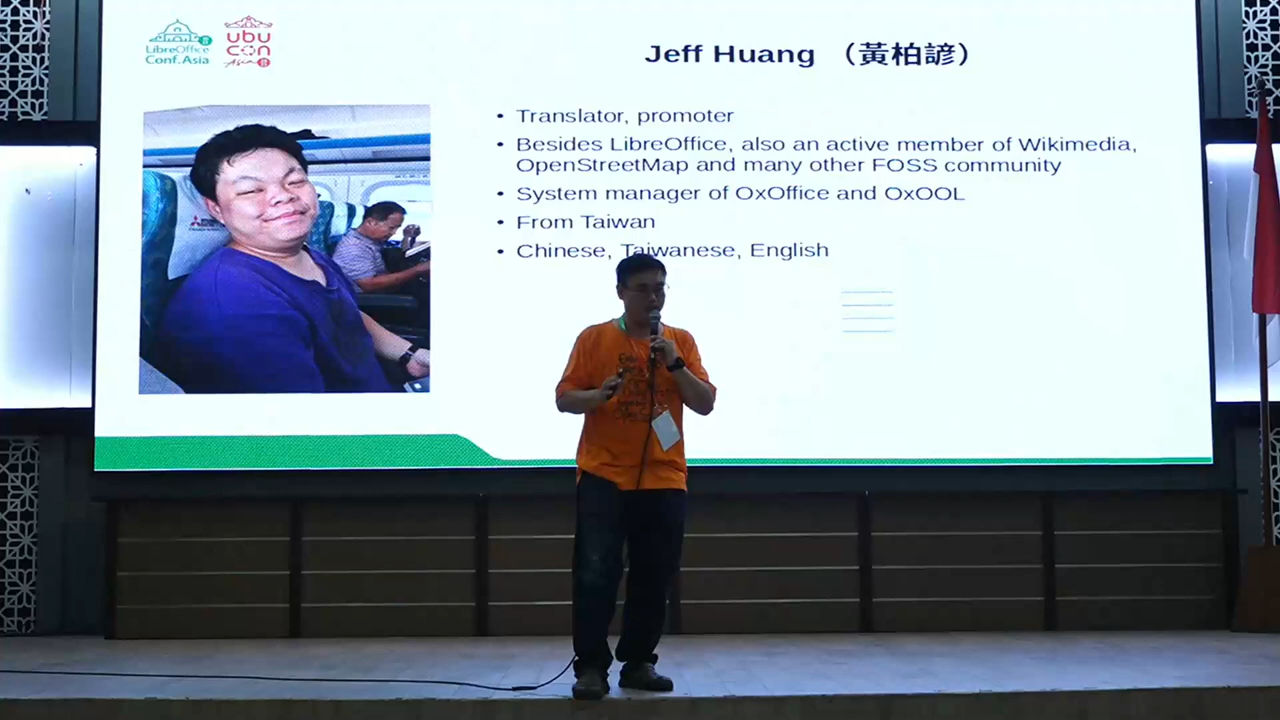 LibreOffice
Conf.Asia
ubu
con
Asia
Jeff Huang （黃柏諺）
• Translator, promoter
• Besides LibreOffice, also an active member of Wikimedia,
OpenStreetMap and many other FOSS community
• System manager of OxOffice and OxOOL
• From Taiwan
• Chinese, Taiwanese, English